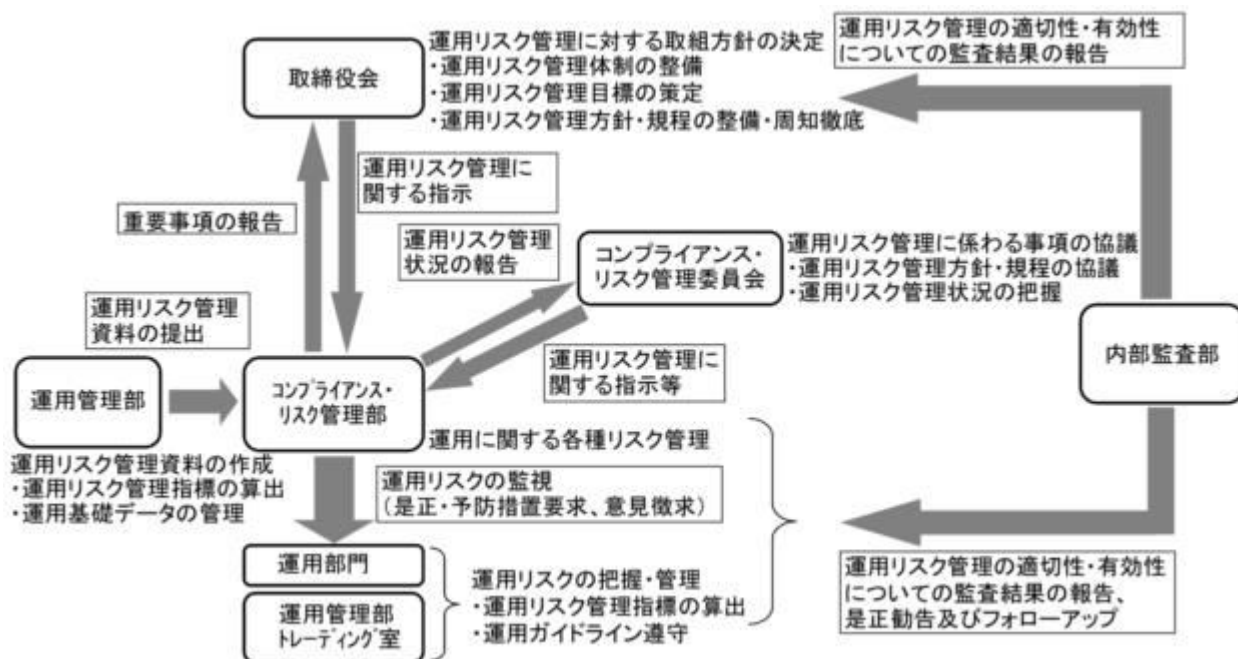 取締役会
運用リスク管理に対する取組方針の決定
・運用リスク管理体制の整備
・運用リスク管理目標の策定
・運用リスク管理方針・規程の整備・周知徹底
運用リスク管理の適切性・有効性
についての監査結果の報告
運用リスク管理に
関する指示
重要事項の報告
運用リスク管理
状況の報告
コンプライアンス・
リスク管理委員会
運用リスク管理に係わる事項の協議
・運用リスク管理方針・規程の協議
・運用リスク管理状況の把握
運用リスク管理
資料の提出
運用リスク管理に
関する指示等
内部監査部
運用管理部
コンプライアンス・
リスク管理部
運用に関する各種リスク管理
運用リスク管理資料の作成
・運用リスク管理指標の算出
・運用基礎データの管理
運用リスクの監視
(是正・予防措置要求、意見徴求)
運用部門
運用管理部
トレーディング室
運用リスクの把握・管理
・運用リスク管理指標の算出
・運用ガイドライン遵守
運用リスク管理の適切性・有効性
についての監査結果の報告、
是正勧告及びフォローアップ